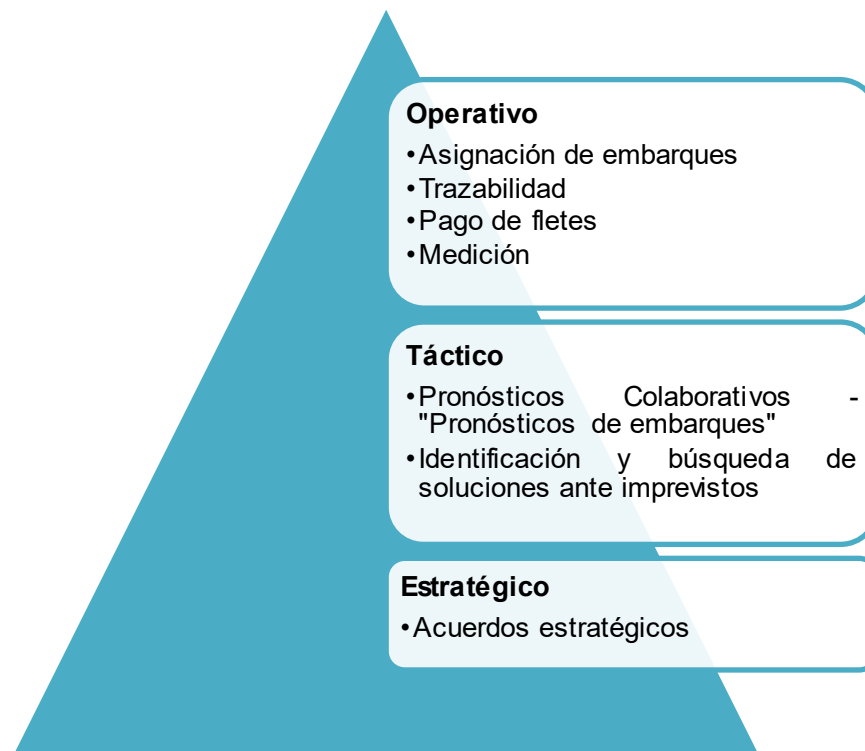 Operativo
•Asignación de embarques
•Trazabilidad
•Pago de fletes
•Medición
Táctico
•Pronósticos Colaborativos -
"Pronósticos de embarques"
•Identificación y búsqueda de
soluciones ante imprevistos
Estratégico
•Acuerdos estratégicos